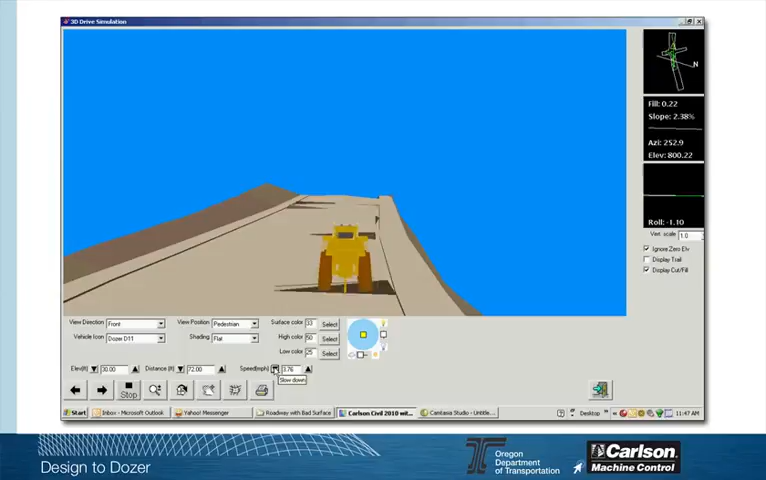 3D Drive Simulation
N
Fill: 0.22
Slope: 2.38%
Azi: 252.9
Elev: 800.22
Roll: -1.10
Vert. scale 1.0
Ignore Zero Elv
Display Trail
Display Cut/Fill
View Direction Front View Position Pedestrian Surface color 33 Select
Vehicle Icon Dozer D11 Shading Flat High color 50 Select
Low color 25 Select
Elev(ft) 30.00 Distance (ft) 72.00 Speed(mph) 3.76
Slow down
Stop
Start Inbox - Microsoft Outlook Yahoo! Messenger Roadway with Bad Surface Carlson Civil 2010 wit... Camtasia Studio - Untitle... Desktop 11:47 AM
Design to Dozer
Oregon
Department
of Transportation
Carlson
Machine Control